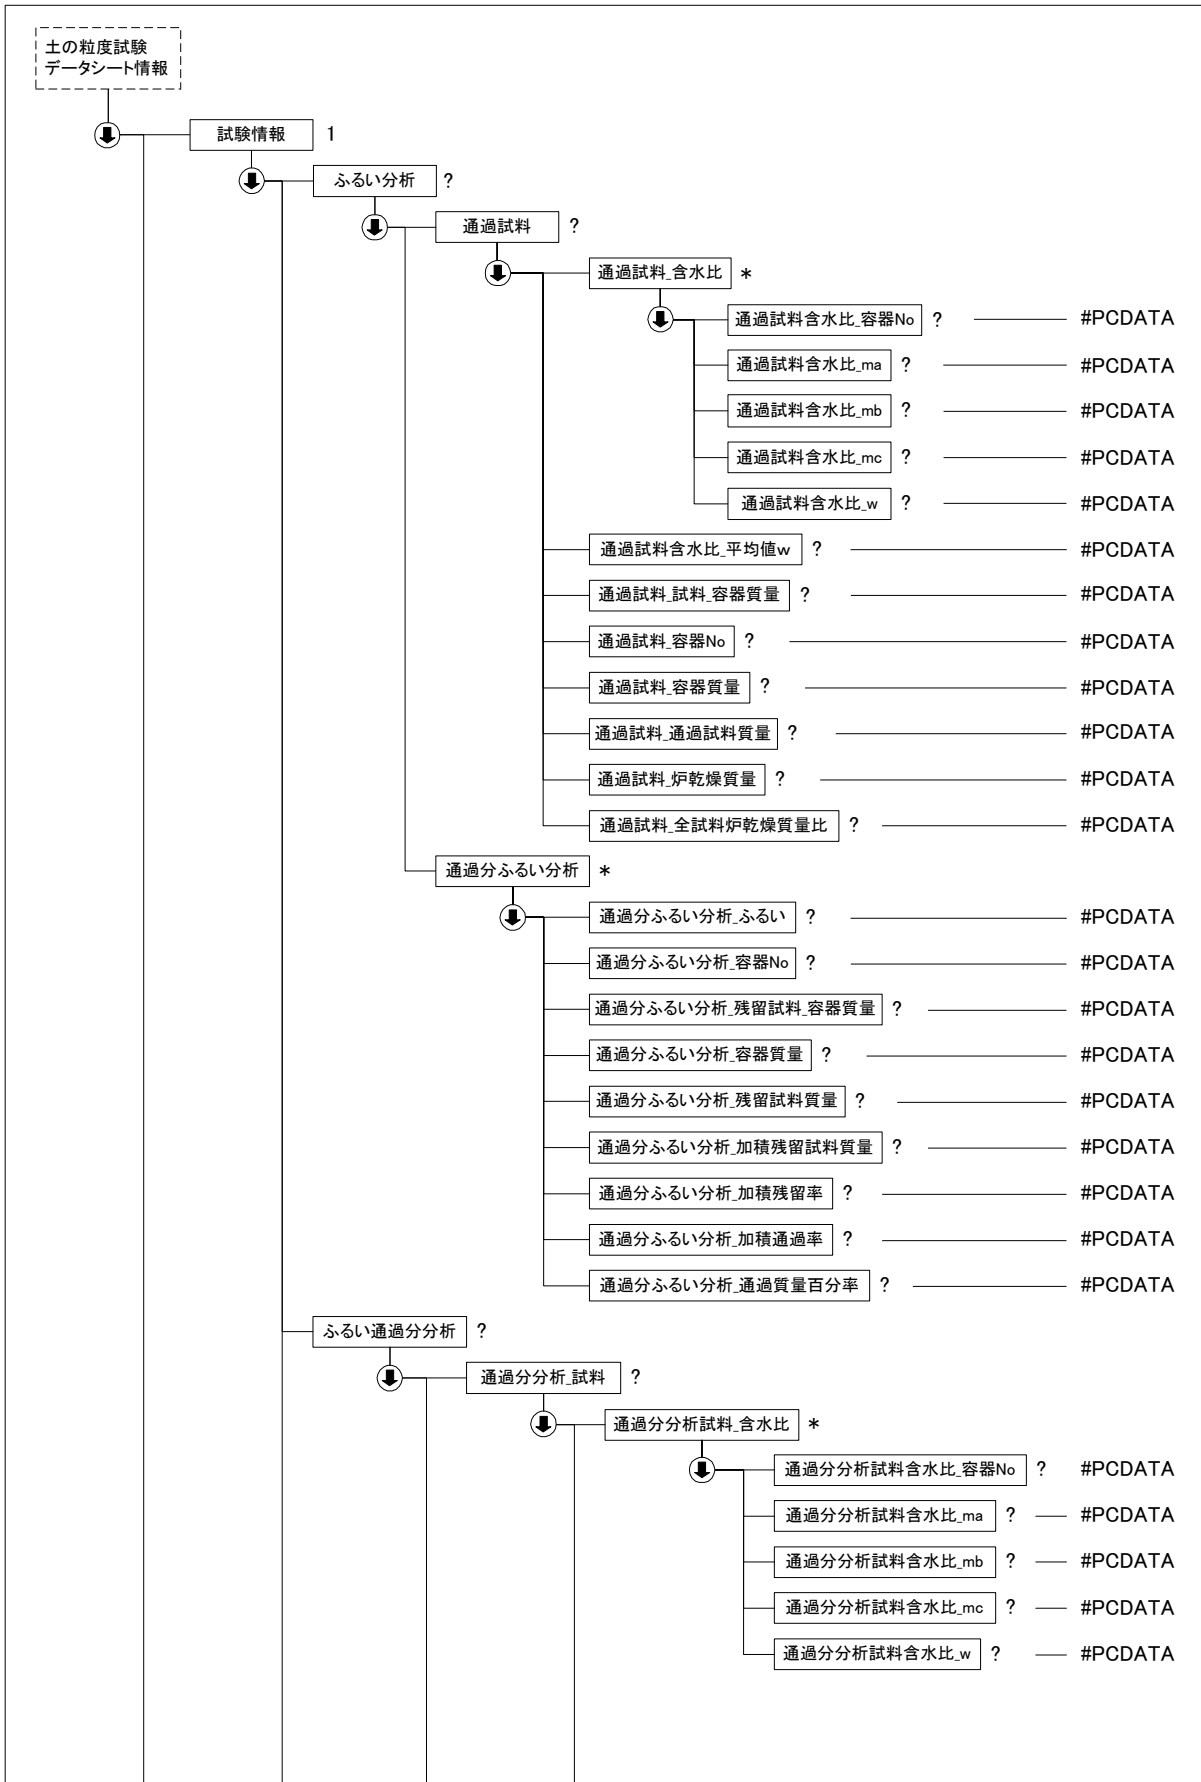 土の粒度試験
データシート情報
試験情報 1
ふるい分析 ?
通過試料 ?
通過試料_含水比 *
通過試料含水比_容器No ? #PCDATA
通過試料含水比_ma ? #PCDATA
通過試料含水比_mb ? #PCDATA
通過試料含水比_mc ? #PCDATA
通過試料含水比_w ? #PCDATA
通過試料含水比_平均値w ? #PCDATA
通過試料_試料_容器質量 ? #PCDATA
通過試料_容器No ? #PCDATA
通過試料_容器質量 ? #PCDATA
通過試料_通過試料質量 ? #PCDATA
通過試料_炉乾燥質量 ? #PCDATA
通過試料_全試料炉乾燥質量比 ? #PCDATA
通過分ふるい分析 *
通過分ふるい分析_ふるい ? #PCDATA
通過分ふるい分析_容器No ? #PCDATA
通過分ふるい分析_残留試料_容器質量 ? #PCDATA
通過分ふるい分析_容器質量 ? #PCDATA
通過分ふるい分析_残留試料質量 ? #PCDATA
通過分ふるい分析_加積残留試料質量 ? #PCDATA
通過分ふるい分析_加積残留率 ? #PCDATA
通過分ふるい分析_加積通過率 ? #PCDATA
通過分ふるい分析_通過質量百分率 ? #PCDATA
ふるい通過分分析 ?
通過分分析_試料 ?
通過分分析試料_含水比 *
通過分分析試料含水比_容器No ? #PCDATA
通過分分析試料含水比_ma ? #PCDATA
通過分分析試料含水比_mb ? #PCDATA
通過分分析試料含水比_mc ? #PCDATA
通過分分析試料含水比_w ? #PCDATA